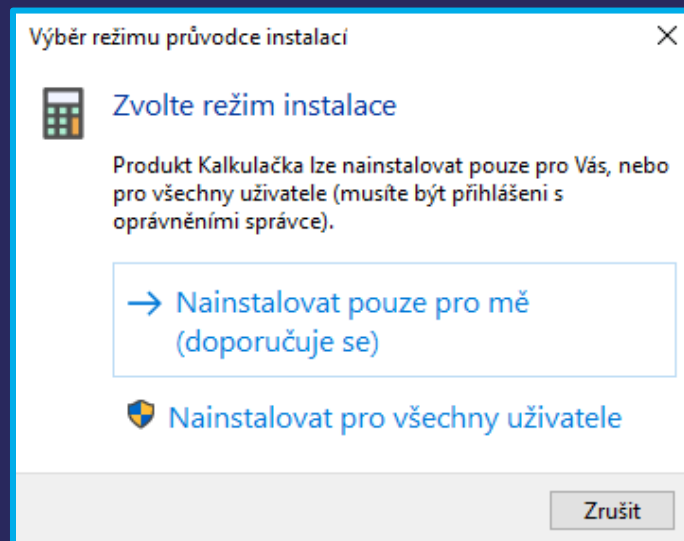 Výběr režimu průvodce instalací
Zvolte režim instalace
Produkt Kalkulačka lze nainstalovat pouze pro Vás, nebo
pro všechny uživatele (musíte být přihlášeni s
oprávněními správce).
Nainstalovat pouze pro mě
(doporučuje se)
Nainstalovat pro všechny uživatele
Zrušit